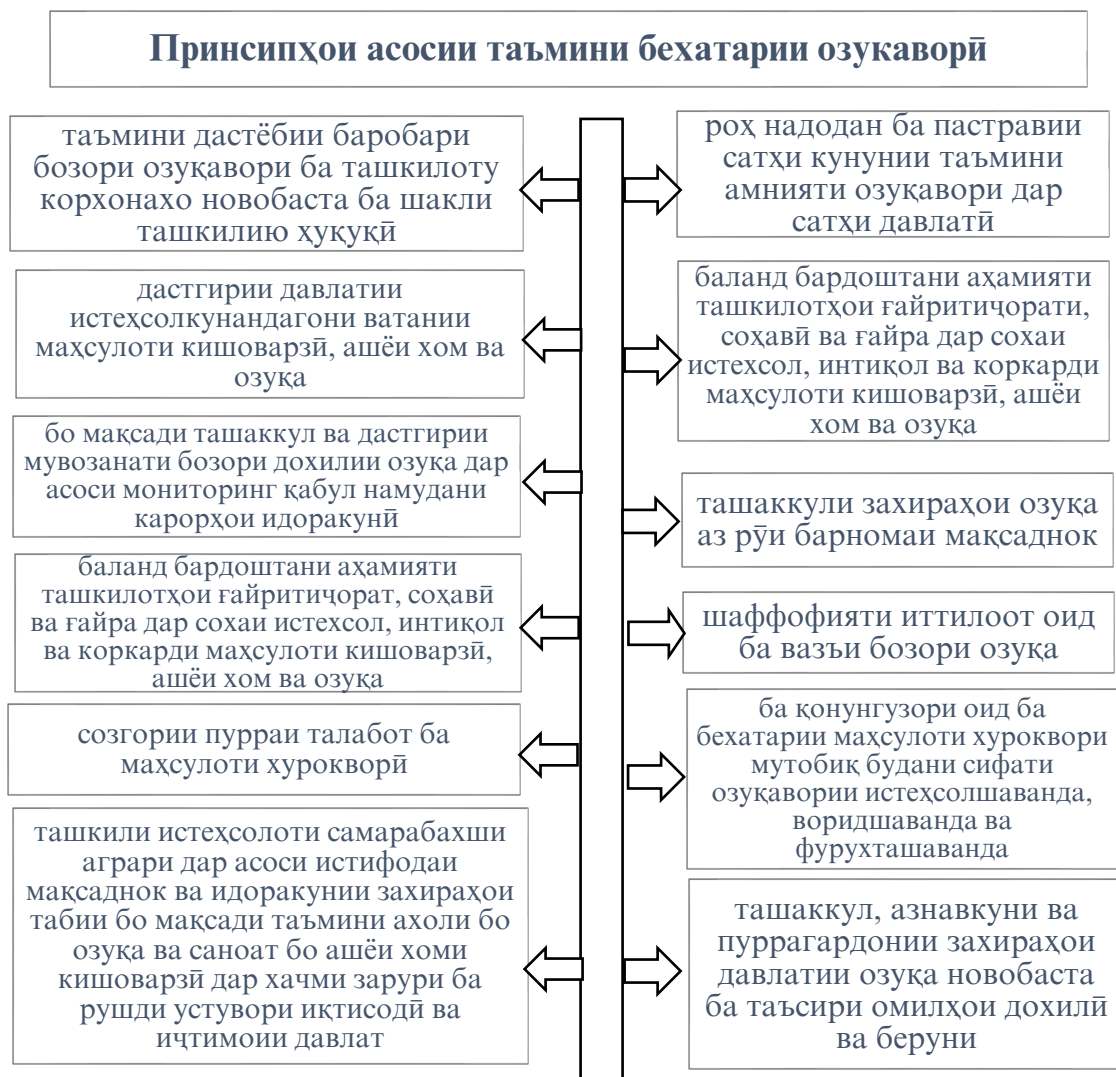 Принсипҳои асосии таъмини бехатарии озукаворӣ
таъмини дастёбии баробари
бозори озуқавори ба ташкилоту
корхонахо новобаста ба шакли
ташкилию ҳуқуқӣ
дастгирии давлатии
истеҳсолкунандагони ватании
маҳсулоти кишоварзӣ, ашёи хом ва
озуқа
бо мақсади ташаккул ва дастгирии
мувозанати бозори дохилии озуқа дар
асоси мониторинг қабул намудани
карорҳои идоракунӣ
баланд бардоштани аҳамияти
ташкилотҳои ғайритиҷорат, соҳавӣ
ва ғайра дар сохаи истехсол, интиқол
ва коркарди маҳсулоти кишоварзӣ,
ашёи хом ва озуқа
созгории пурраи талабот ба
маҳсулоти хуроквор̄ӣ
ташкили истеҳсолоти самарабахши
аграри дар асоси истифодаи
мақсаднок ва идоракунии захираҳои
табии бо мақсади таъмини ахоли бо
озуқа ва саноат бо ашёи хоми
кишоварзӣ дар хачми зарури ба
рушди устувори иқтисодӣ ва
иҷтимоии давлат
роҳ надодан ба пастравии
сатҳи кунунии таъмини
амнияти озуқавори дар
сатҳи давлатӣ
баланд бардоштани аҳамияти
ташкилотҳои ғайритиҷорати,
соҳавӣ ва ғайра дар сохаи
истехсол, интиқол ва коркарди
маҳсулоти кишоварзӣ, ашёи
хом ва озуқа
ташаккули захираҳои озуқа
аз рӯи барномаи мақсаднок
шаффофияти иттилоот оид
ба вазъи бозори озуқа
ба қонунгузори оид ба
бехатарии маҳсулоти хуроквори
мутобиқ будани сифати
озуқавории истеҳсолшаванда,
воридшаванда ва
фурухташаванда
ташаккул, азнавкуни ва
пуррагардонии захираҳои
давлатии озуқа новобаста
ба таъсири омилҳои дохилӣ
ва беруни